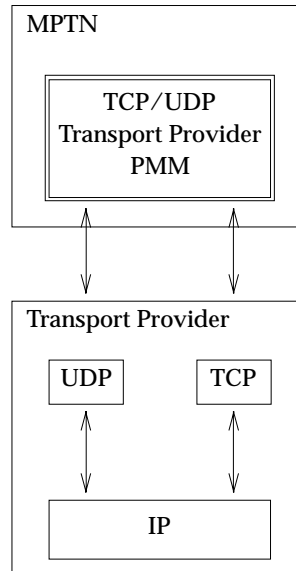 MPTN
TCP/UDP
Transport Provider
PMM
Transport Provider
UDP TCP
IP